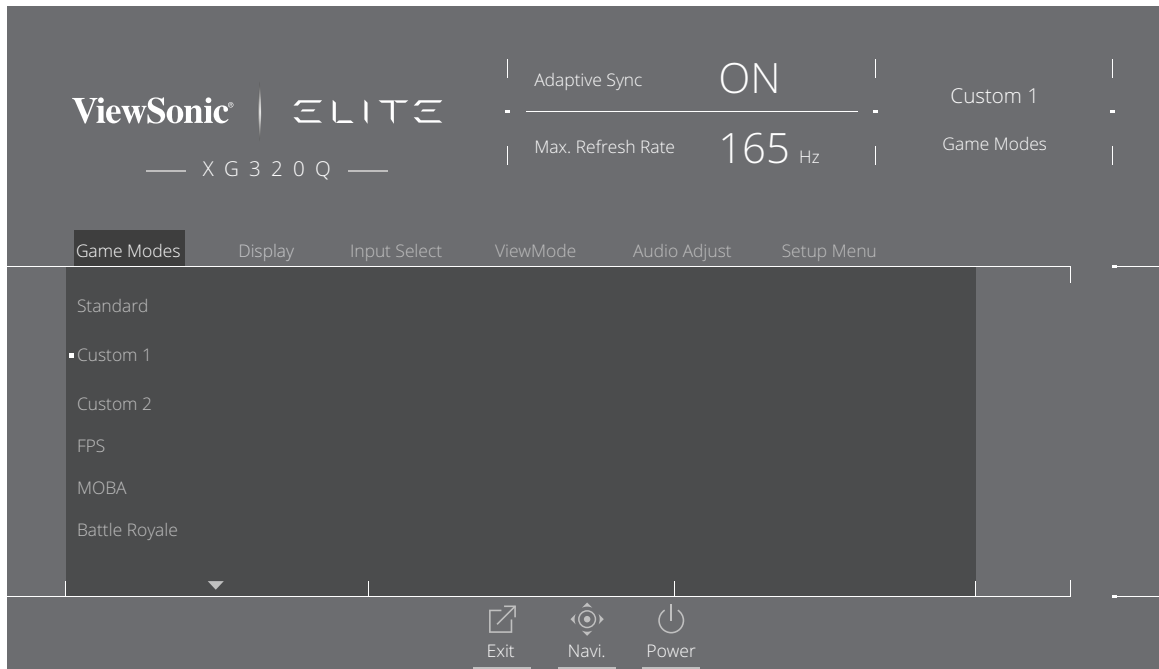 ViewSonic® ELITE
XG320Q
Adaptive Sync ON
Max. Refresh Rate 165 Hz
Custom 1
Game Modes
Game Modes Display Input Select ViewMode Audio Adjust Setup Menu
Standard
Custom 1
Custom 2
FPS
MOBA
Battle Royale
Exit Navi. Power